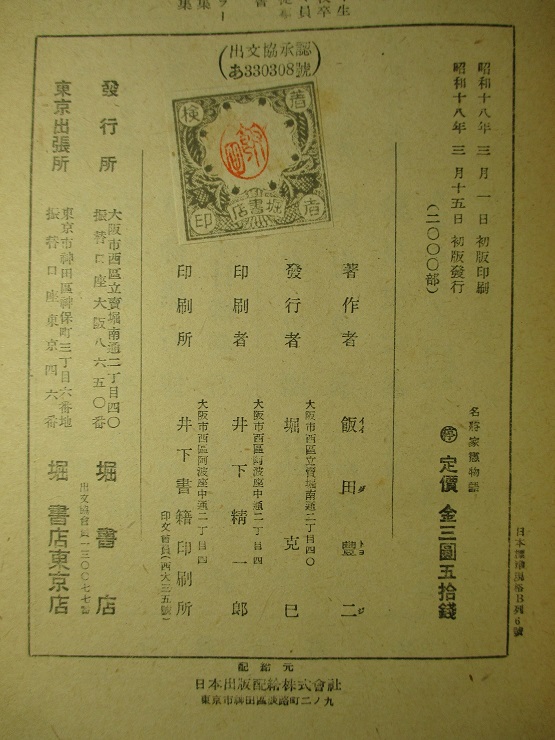 (出文協承認
あ330308號)
昭和十八年 三月一日 初版印刷
昭和十八年 三月十五日 初版發行
(二〇〇〇部)
名勝家憲物語
停 定價 金三圓五拾錢
著作者 飯田豐二
大阪市西區立賣堀南通二丁目四〇
發行者 堀克巳
大阪市西區阿波座中通二丁目四
印刷者 井下精一郎
大阪市西區阿波座中通二丁目四
印刷所 井下書籍印刷所
印文會員(西大三五號)
大阪市西區立賣堀南通二丁目四〇
發行所 堀書店
振替口座大阪八六五〇番
出文協會員一三〇〇七七號
東京市神田區神保町三丁目六番地
東京出張所 堀書店東京店
振替口座東京四六番
檢 着
印 者
堀書店
日本標準規格B列6號
配給元
日本出版配給株式會社
東京市神田區淡路町二ノ九